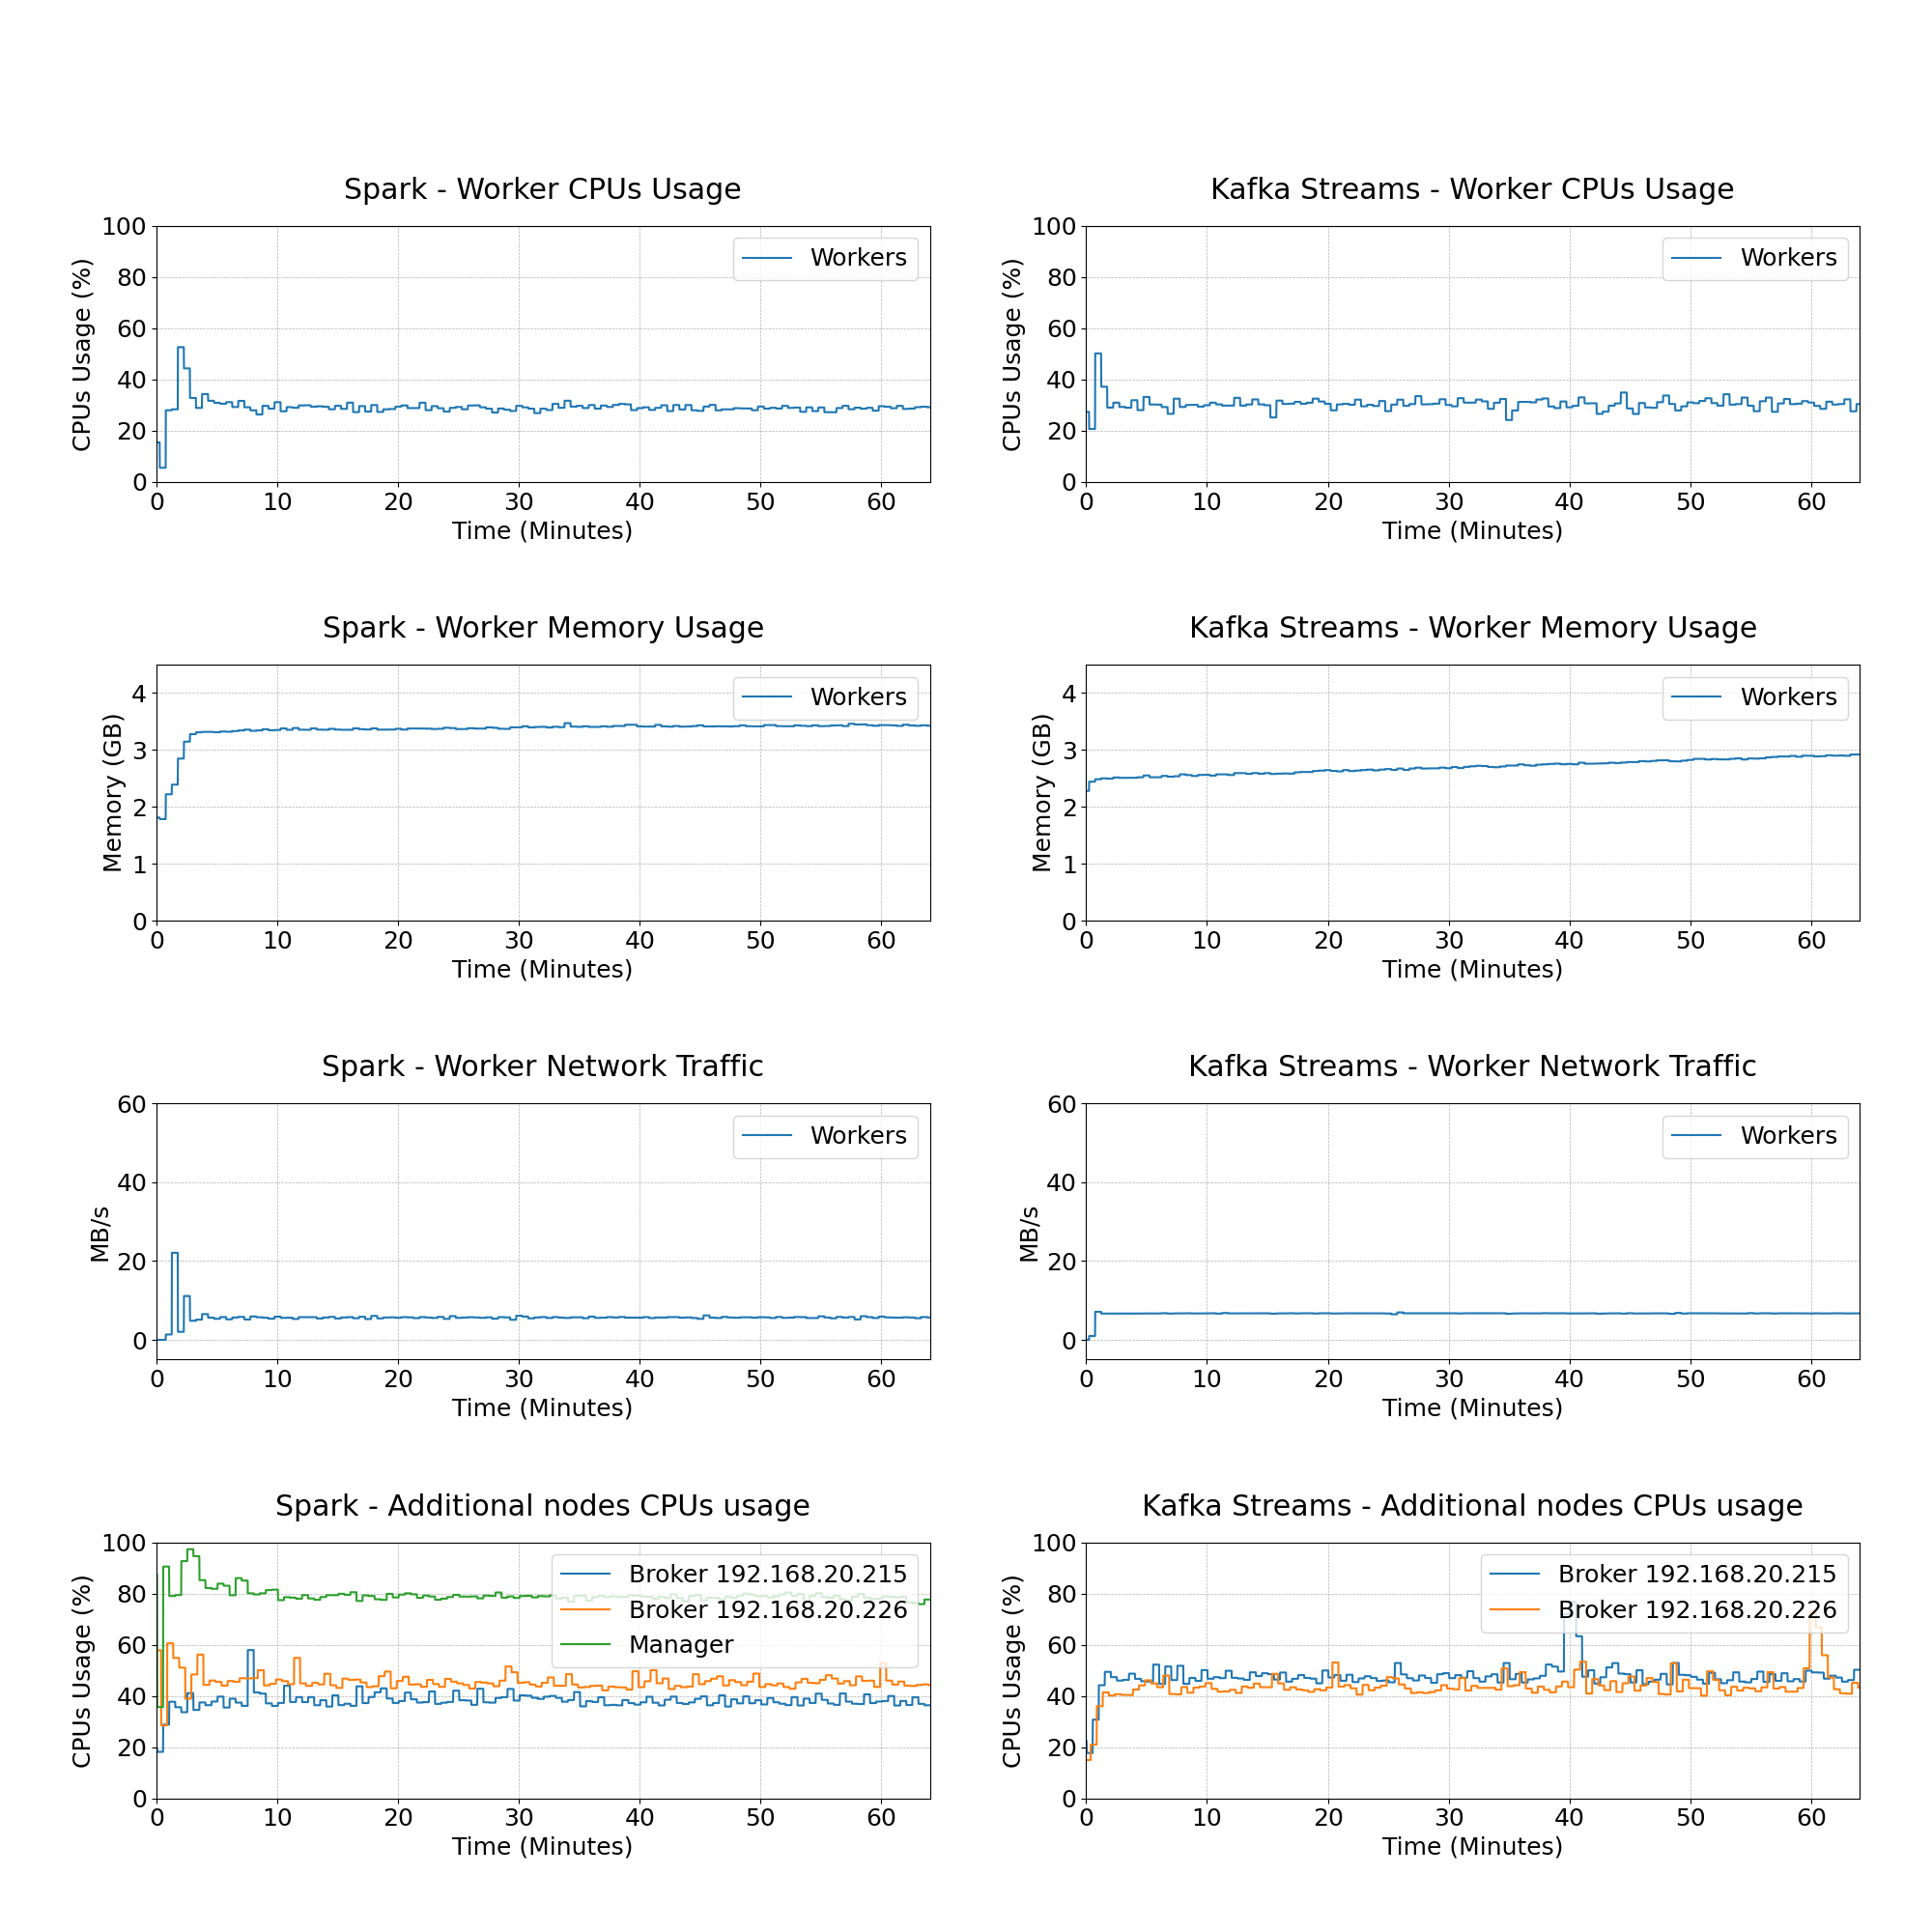 Spark - Worker CPUs Usage
CPUs Usage (%)
100
80
60
40
20
0
Workers
0 10 20 30 40 50 60
Time (Minutes)
Kafka Streams - Worker CPUs Usage
CPUs Usage (%)
100
80
60
40
20
0
Workers
0 10 20 30 40 50 60
Time (Minutes)
Spark - Worker Memory Usage
Memory (GB)
4
3
2
1
0
Workers
0 10 20 30 40 50 60
Time (Minutes)
Kafka Streams - Worker Memory Usage
Memory (GB)
4
3
2
1
0
Workers
0 10 20 30 40 50 60
Time (Minutes)
Spark - Worker Network Traffic
MB/s
60
40
20
0
Workers
0 10 20 30 40 50 60
Time (Minutes)
Kafka Streams - Worker Network Traffic
MB/s
60
40
20
0
Workers
0 10 20 30 40 50 60
Time (Minutes)
Spark - Additional nodes CPUs usage
CPUs Usage (%)
100
80
60
40
20
0
Broker 192.168.20.215
Broker 192.168.20.226
Manager
0 10 20 30 40 50 60
Time (Minutes)
Kafka Streams - Additional nodes CPUs usage
CPUs Usage (%)
100
80
60
40
20
0
Broker 192.168.20.215
Broker 192.168.20.226
0 10 20 30 40 50 60
Time (Minutes)